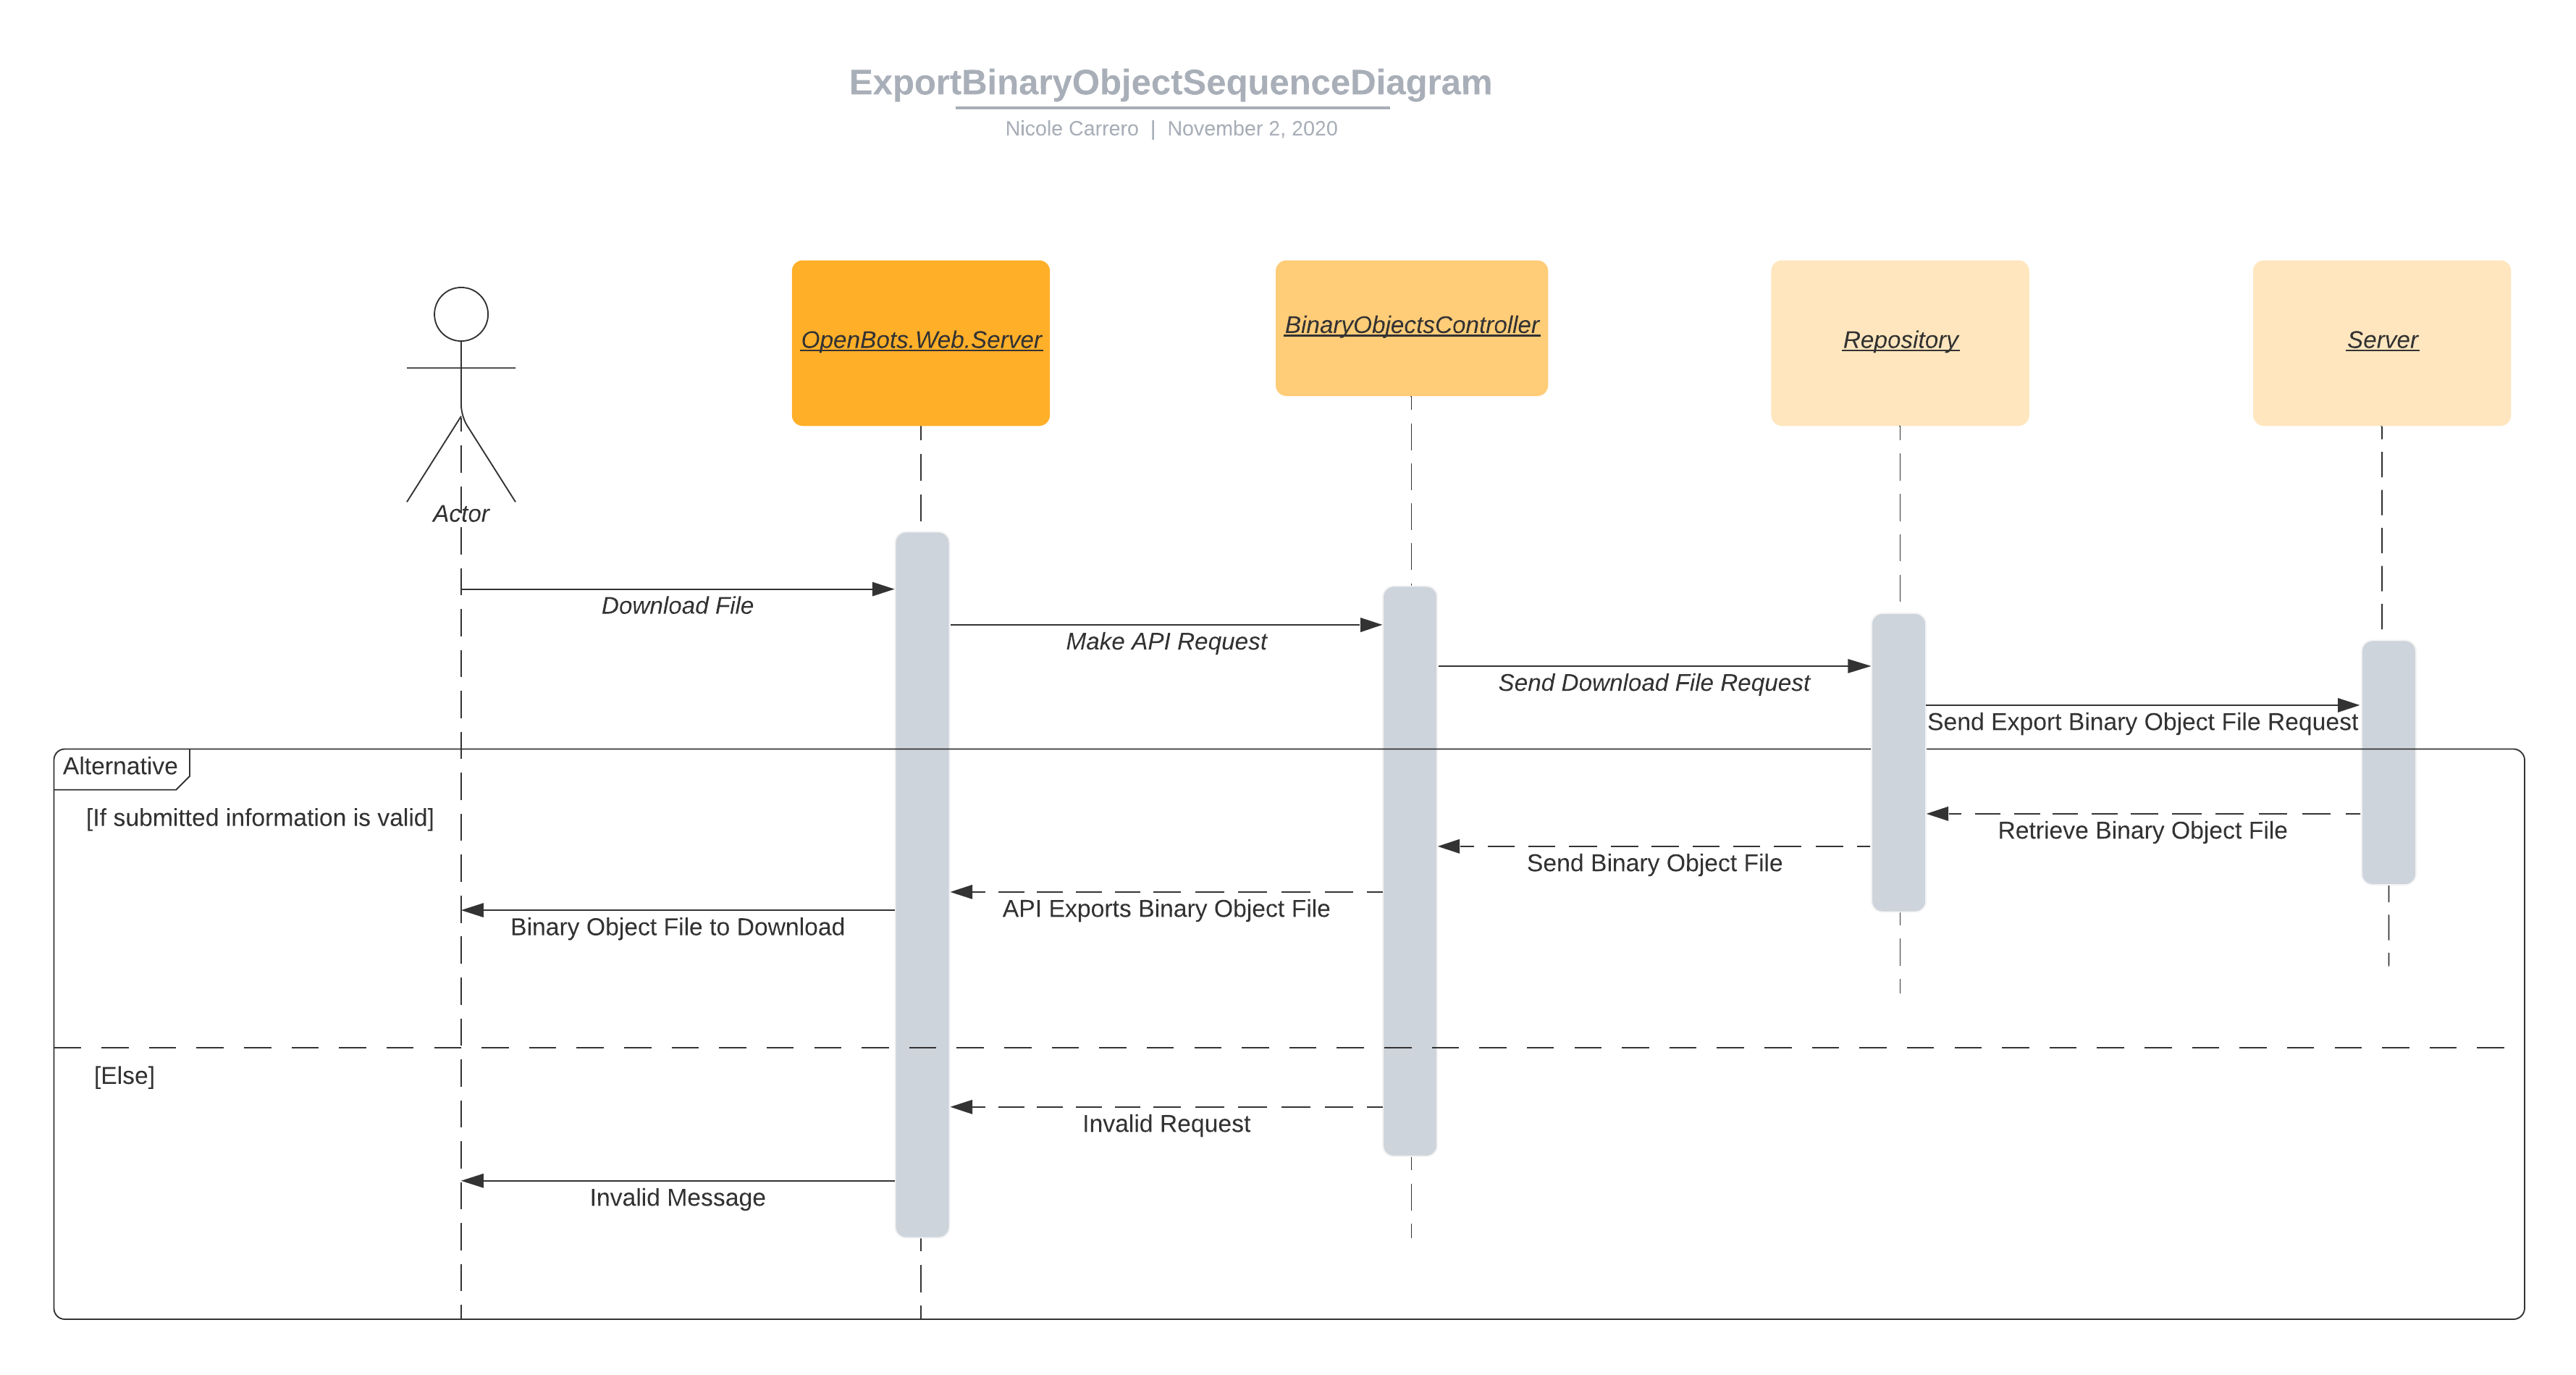 ExportBinaryObjectSequenceDiagram
Nicole Carrero | November 2, 2020
OpenBots.Web.Server
BinaryObjectsController
Repository
Server
Actor
Download File
Make API Request
Send Download File Request
Send Export Binary Object File Request
Alternative
[If submitted information is valid]
Retrieve Binary Object File
Send Binary Object File
API Exports Binary Object File
Binary Object File to Download
[Else]
Invalid Request
Invalid Message